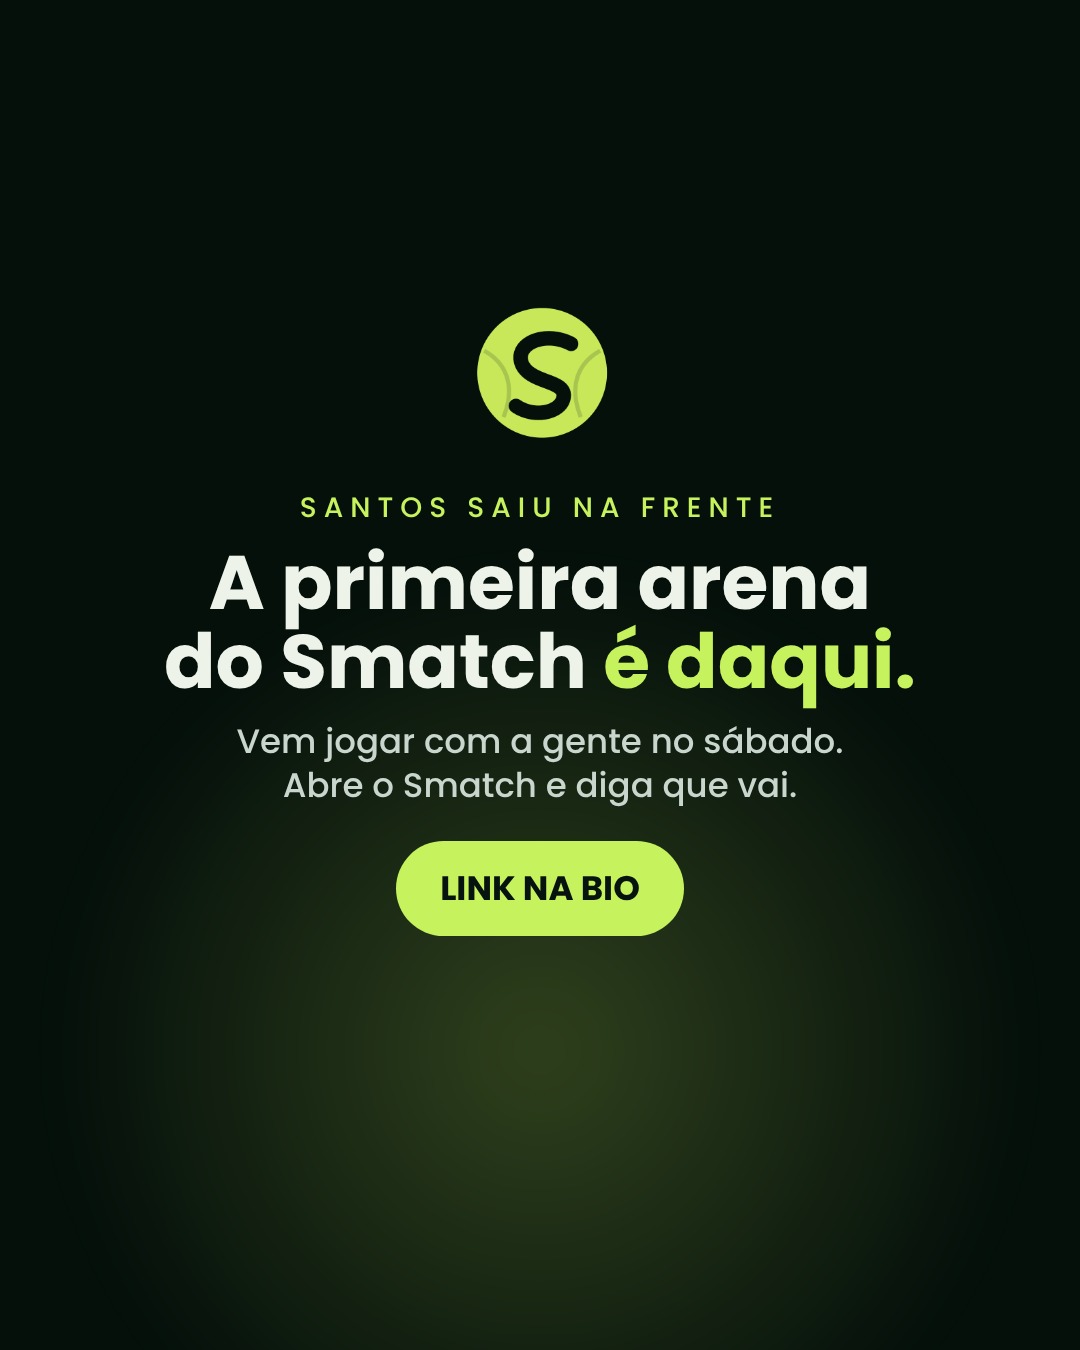 S
SANTOS SAIU NA FRENTE
A primeira arena
do Smatch é daqui.
Vem jogar com a gente no sábado.
Abre o Smatch e diga que vai.
LINK NA BIO